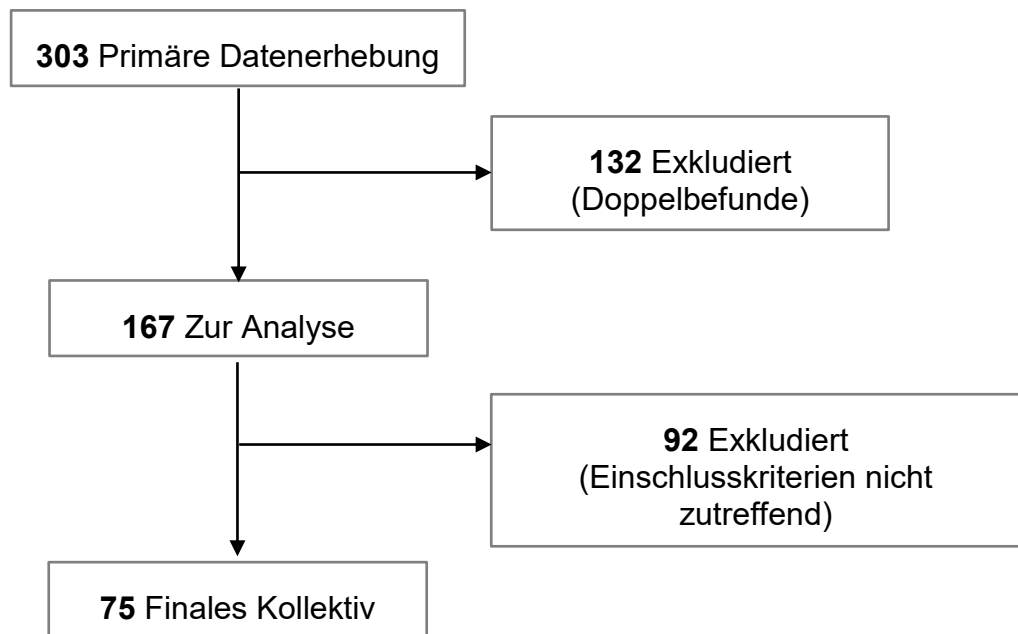 303 Primäre Datenerhebung
132 Exkludiert
(Doppelbefunde)
167 Zur Analyse
92 Exkludiert
(Einschlusskriterien nicht
zutreffend)
75 Finales Kollektiv